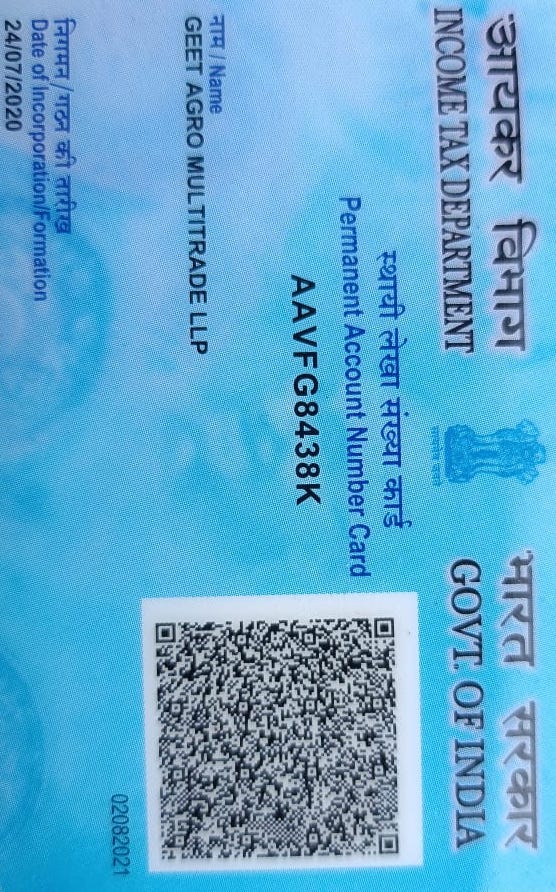 आयकर विभाग
INCOME TAX DEPARTMENT
सत्यमेव जयते
भारत सरकार
GOVT. OF INDIA
स्थायी लेखा संख्या कार्ड
Permanent Account Number Card
AAVFG8438K
नाम / Name
GEET AGRO MULTITRADE LLP
02082021
निगमन/गठन की तारीख
Date of Incorporation/Formation
24/07/2020